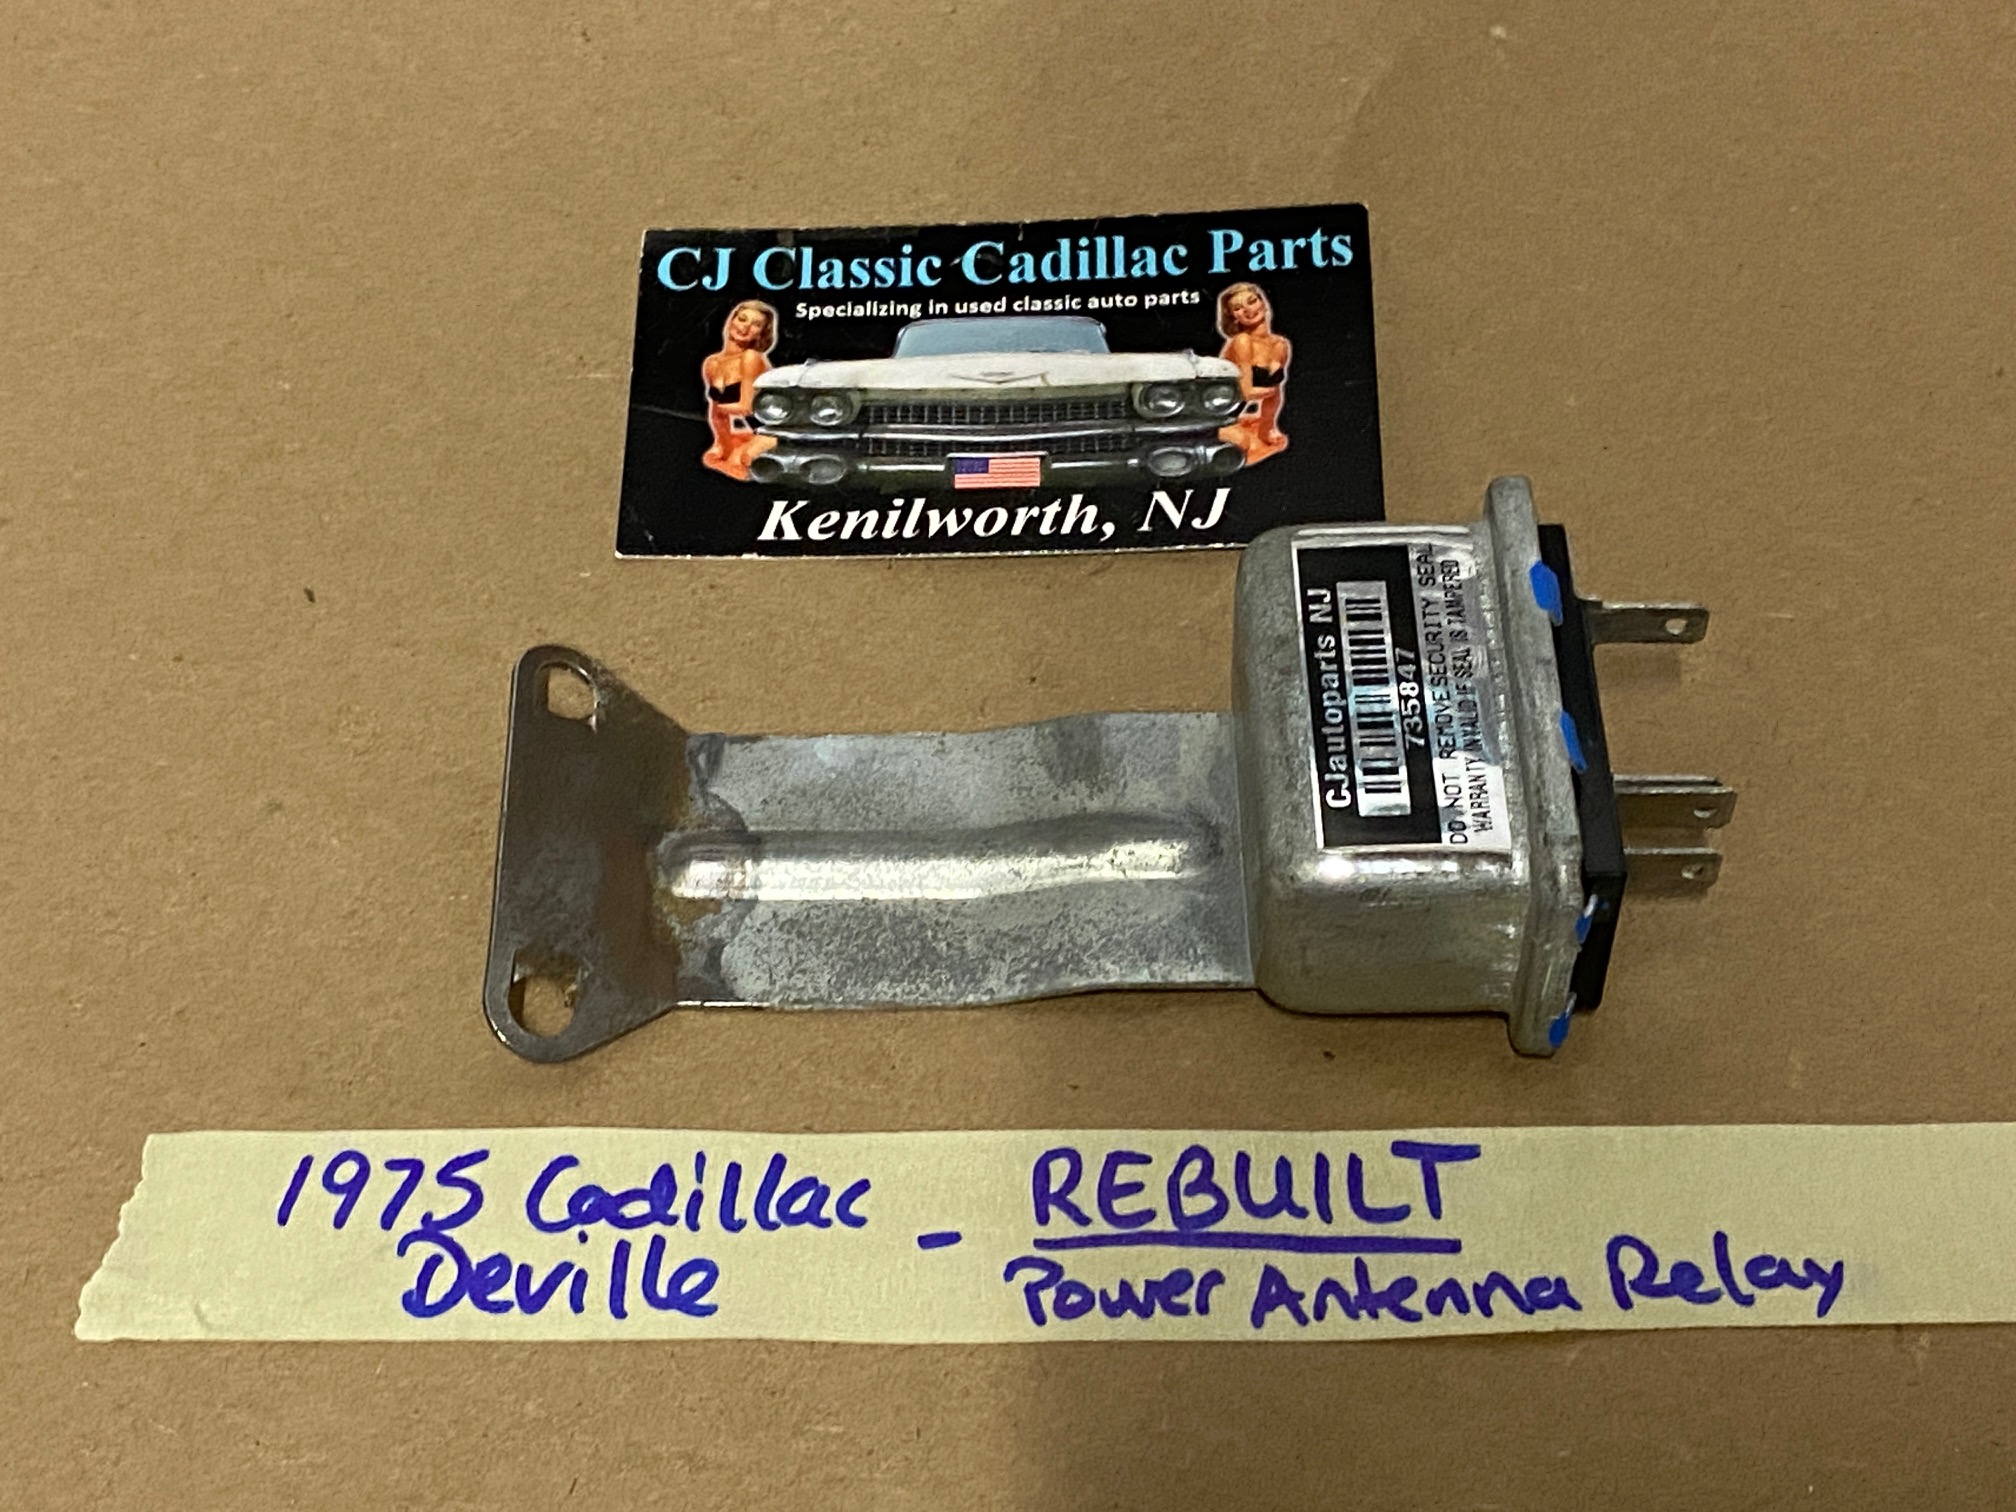 CJ Classic Cadillac Parts
Specializing in used classic auto parts
Kenilworth, NJ
CJautoparts NJ
735847
DO NOT REMOVE SECURITY SEAL
WARRANTY INVALID IF SEAL IS TAMPERED
1975 Cadillac
Deville
- REBUILT
Power Antenna Relay